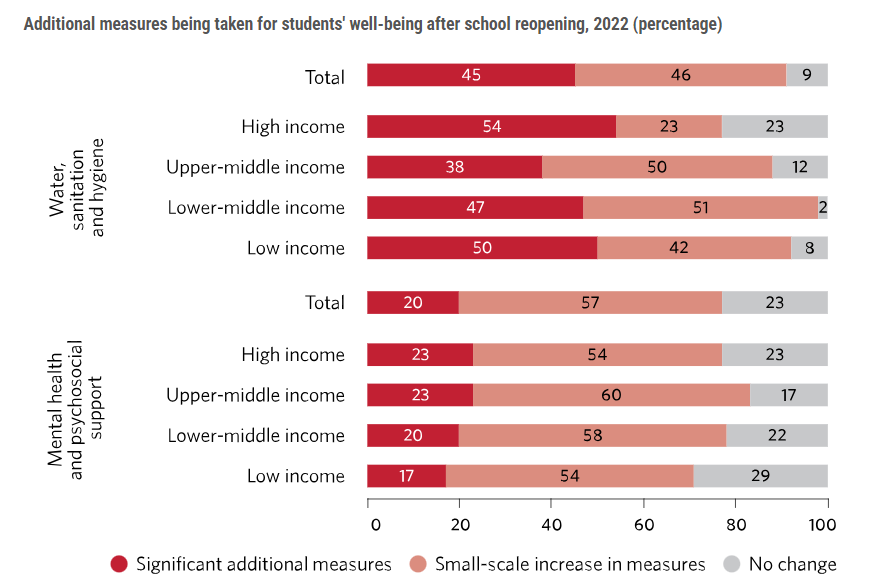 Additional measures being taken for students' well-being after school reopening, 2022 (percentage)
Water,
sanitation
and hygiene
Total 45 46 9
High income 54 23 23
Upper-middle income 38 50 12
Lower-middle income 47 51 2
Low income 50 42 8
Mental health
and psychosocial
support
Total 20 57 23
High income 23 54 23
Upper-middle income 23 60 17
Lower-middle income 20 58 22
Low income 17 54 29
0 20 40 60 80 100
Significant additional measures Small-scale increase in measures No change